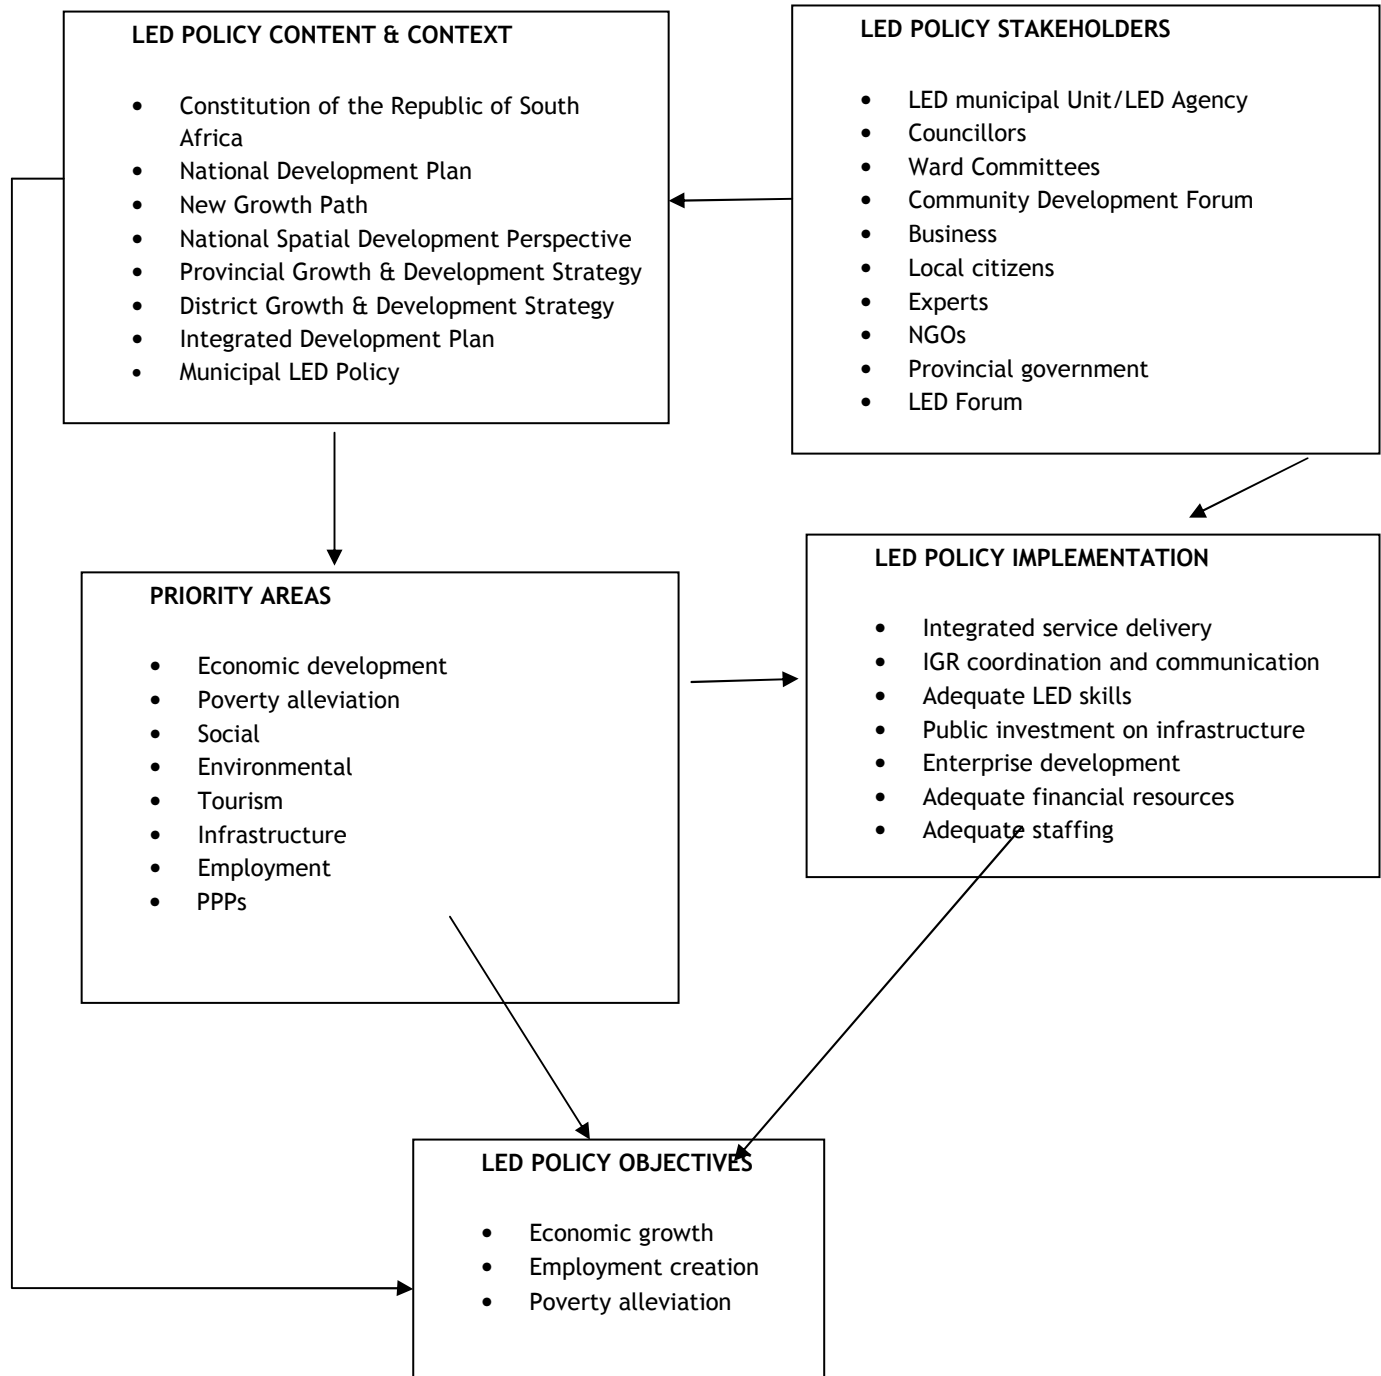 LED POLICY CONTENT & CONTEXT
• Constitution of the Republic of South
Africa
• National Development Plan
• New Growth Path
• National Spatial Development Perspective
• Provincial Growth & Development Strategy
• District Growth & Development Strategy
• Integrated Development Plan
• Municipal LED Policy
LED POLICY STAKEHOLDERS
• LED municipal Unit/LED Agency
• Councillors
• Ward Committees
• Community Development Forum
• Business
• Local citizens
• Experts
• NGOs
• Provincial government
• LED Forum
PRIORITY AREAS
• Economic development
• Poverty alleviation
• Social
• Environmental
• Tourism
• Infrastructure
• Employment
• PPPs
LED POLICY IMPLEMENTATION
• Integrated service delivery
• IGR coordination and communication
• Adequate LED skills
• Public investment on infrastructure
• Enterprise development
• Adequate financial resources
• Adequate staffing
LED POLICY OBJECTIVES
• Economic growth
• Employment creation
• Poverty alleviation